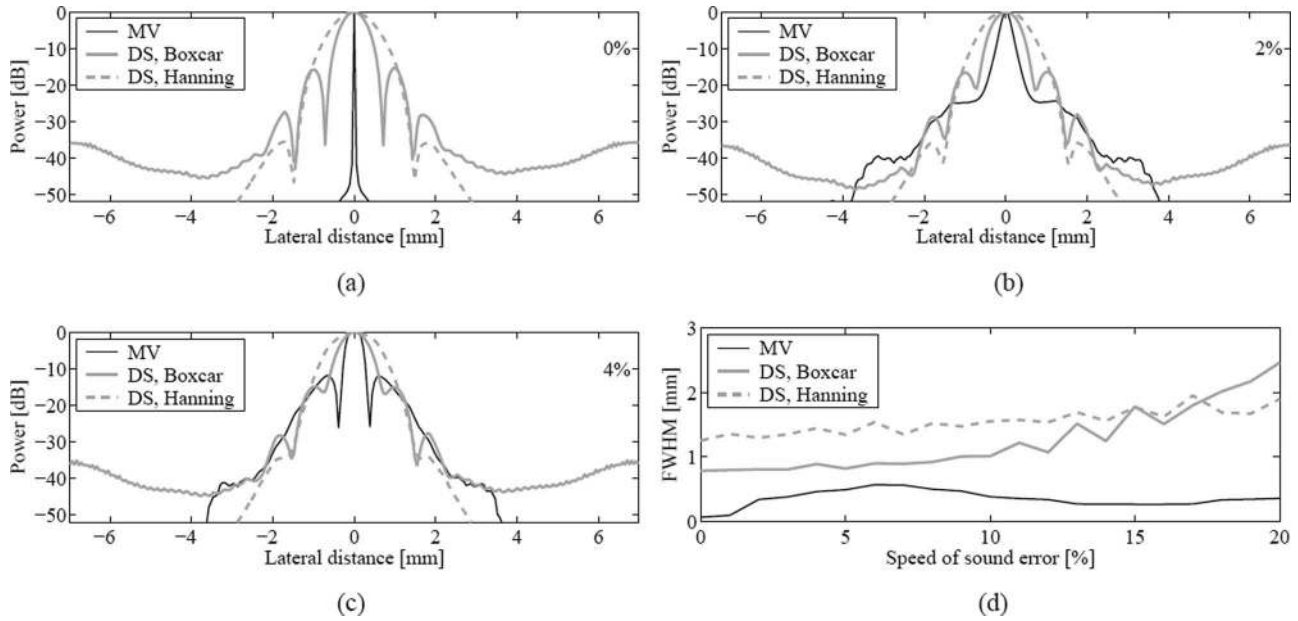 0
−10
−20
−30
−40
−50
Power [dB]
MV
DS, Boxcar
DS, Hanning
0%
−6 −4 −2 0 2 4 6
Lateral distance [mm]
(a)
0
−10
−20
−30
−40
−50
Power [dB]
MV
DS, Boxcar
DS, Hanning
2%
−6 −4 −2 0 2 4 6
Lateral distance [mm]
(b)
0
−10
−20
−30
−40
−50
Power [dB]
MV
DS, Boxcar
DS, Hanning
4%
−6 −4 −2 0 2 4 6
Lateral distance [mm]
(c)
3
2
1
0
FWHM [mm]
MV
DS, Boxcar
DS, Hanning
0 5 10 15 20
Speed of sound error [%]
(d)